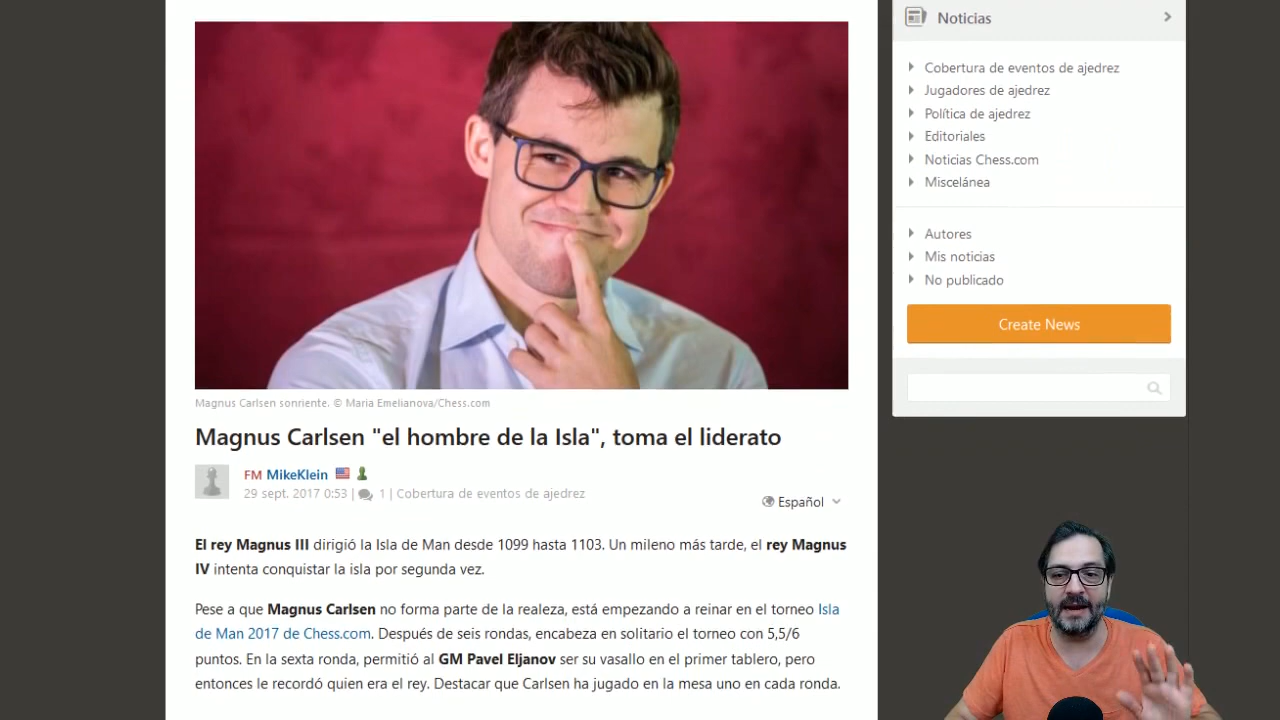 Magnus Carlsen sonriente. © Maria Emelianova/Chess.com
Magnus Carlsen "el hombre de la Isla", toma el liderato
FM MikeKlein
29 sept. 2017 0:53 | 1 | Cobertura de eventos de ajedrez
Español
El rey Magnus III dirigió la Isla de Man desde 1099 hasta 1103. Un mileno más tarde, el rey Magnus
IV intenta conquistar la isla por segunda vez.
Pese a que Magnus Carlsen no forma parte de la realeza, está empezando a reinar en el torneo Isla
de Man 2017 de Chess.com. Después de seis rondas, encabeza en solitario el torneo con 5,5/6
puntos. En la sexta ronda, permitió al GM Pavel Eljanov ser su vasallo en el primer tablero, pero
entonces le recordó quien era el rey. Destacar que Carlsen ha jugado en la mesa uno en cada ronda.
Noticias
Cobertura de eventos de ajedrez
Jugadores de ajedrez
Política de ajedrez
Editoriales
Noticias Chess.com
Miscelánea
Autores
Mis noticias
No publicado
Create News